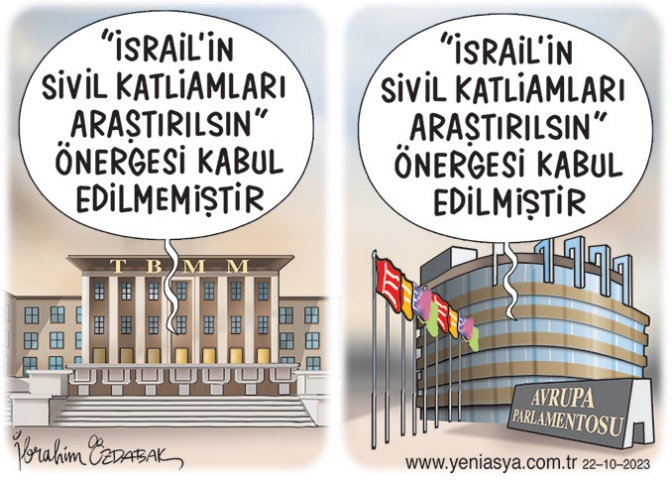 "İSRAİL'İN
SİVİL KATLİAMLARI
ARAŞTIRILSIN"
ÖNERGESİ KABUL
EDİLMEMİŞTİR
TBMM
İbrahim ÖZDABAK
"İSRAİL'İN
SİVİL KATLİAMLARI
ARAŞTIRILSIN"
ÖNERGESİ KABUL
EDİLMİŞTİR
AVRUPA
PARLAMENTOSU
www.yeniasya.com.tr 22-10-2023